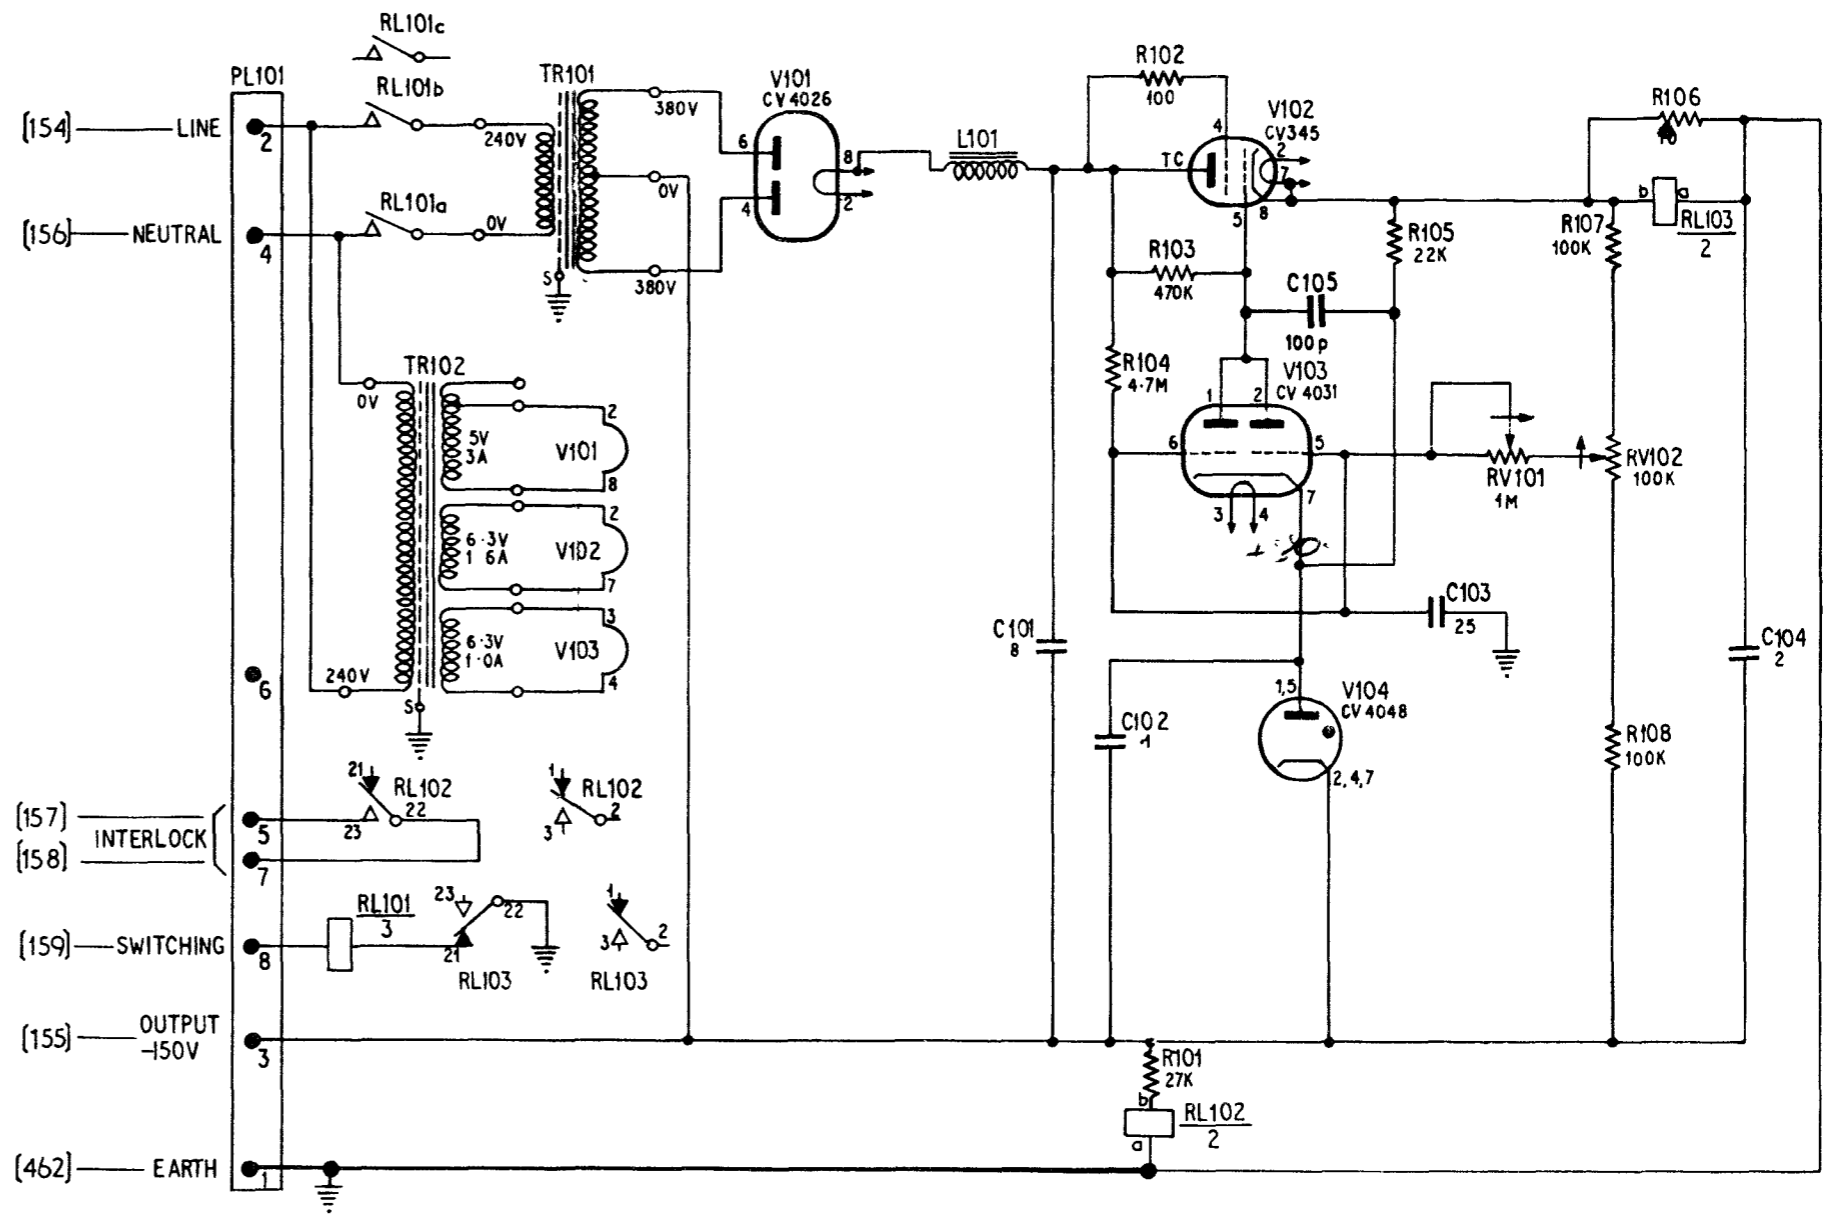 RL101c
PL101
RL101b
TR101
V101
CV 4026
R102
100
V102
CV345
R106
10
[154] LINE
2
240V
380V
6
8
L101
TC
4
2
7
[156] NEUTRAL
4
RL101a
0V
0V
4
2
5
8
R107
100K
b
a
RL103
2
R105
22K
S
380V
R103
470K
C105
100p
TR102
0V
R104
4·7M
V103
CV 4031
1
2
5V
3A
V101
2
8
6
5
RV101
1M
RV102
100K
3
4
7
6·3V
1 6A
V102
2
7
6·3V
1·0A
V103
3
4
C103
25
C101
8
C104
2
6
240V
S
1,5
V104
CV 4048
C102
·1
2,4,7
R108
100K
[157]
INTERLOCK
[158]
5
7
21
RL102
22
23
1
RL102
2
3
[159] SWITCHING
8
RL101
3
23
22
21
RL103
1
3
2
RL103
[155] OUTPUT
-150V
3
R101
27K
b
RL102
2
a
[462] EARTH
1